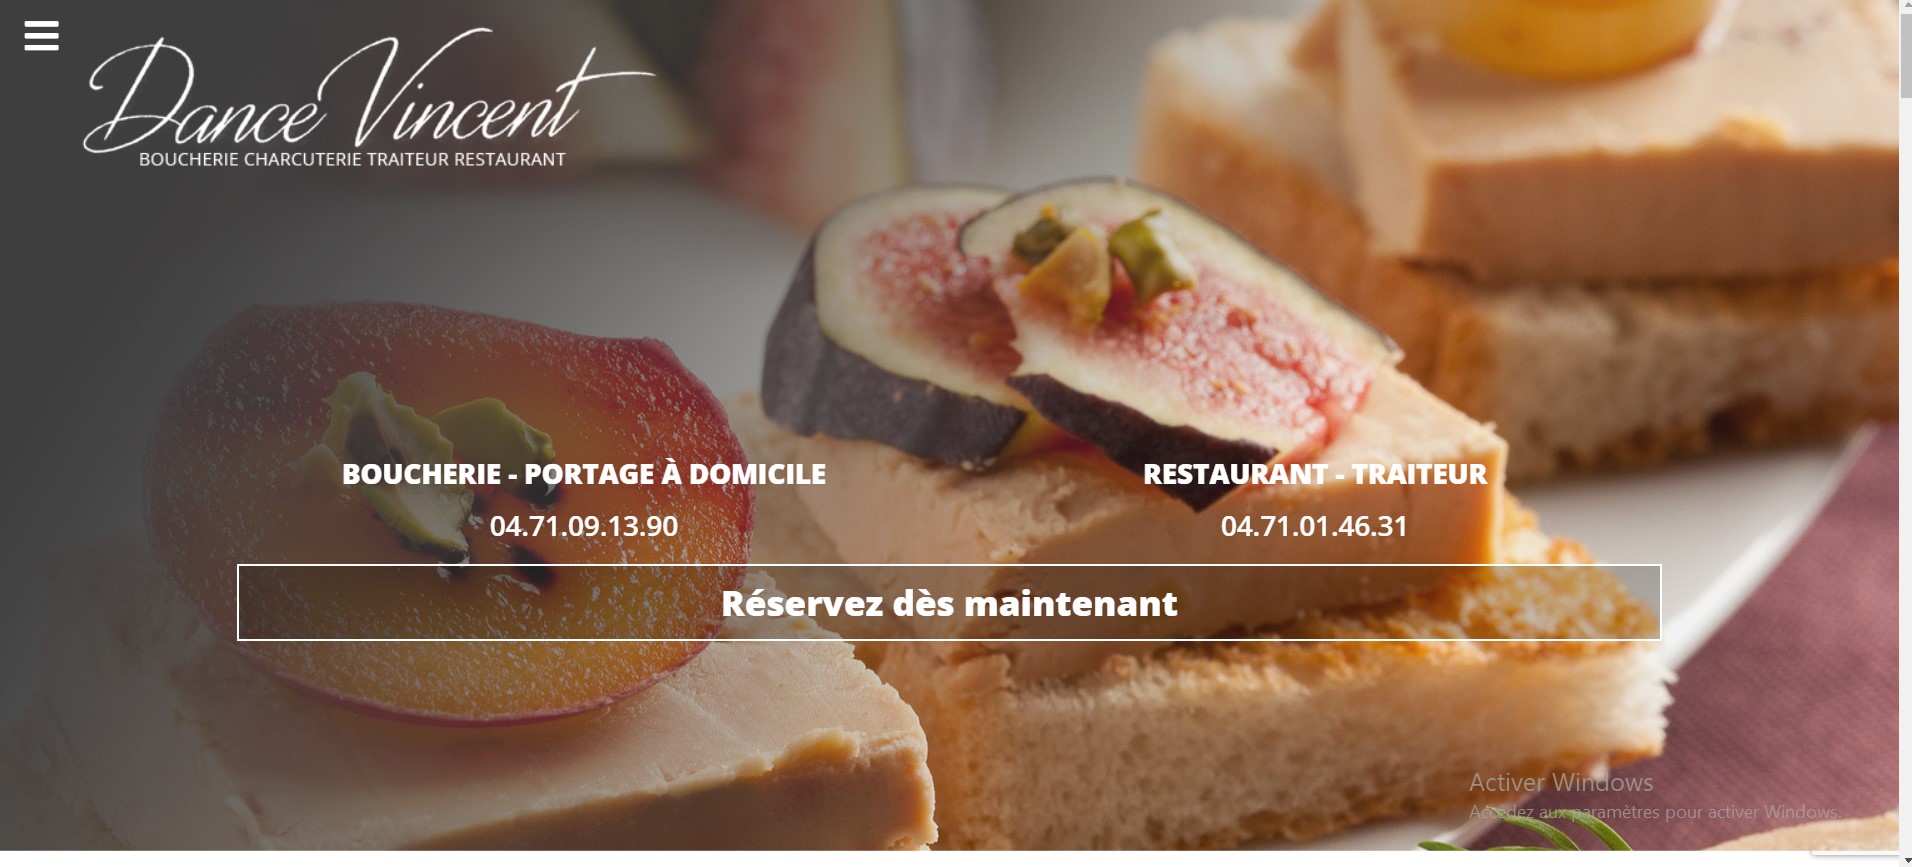 Dance Vincent
BOUCHERIE CHARCUTERIE TRAITEUR RESTAURANT
BOUCHERIE - PORTAGE À DOMICILE
04.71.09.13.90
RESTAURANT - TRAITEUR
04.71.01.46.31
Réservez dès maintenant
Activer Windows
Accédez aux paramètres pour activer Windows.